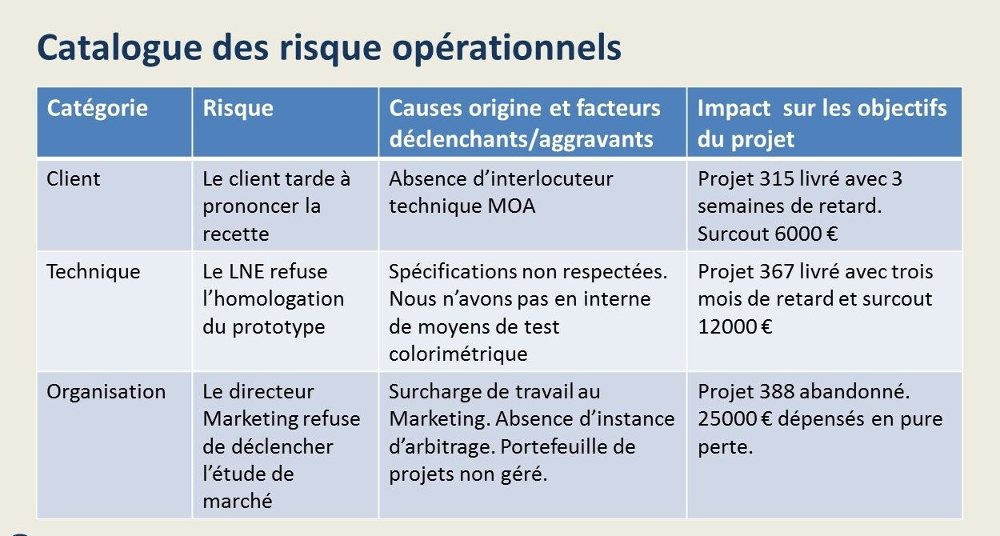 Catalogue des risque opérationnels
Catégorie
Risque
Causes origine et facteurs
déclenchants/aggravants
Impact sur les objectifs
du projet
Client
Le client tarde à
prononcer la
recette
Absence d’interlocuteur
technique MOA
Projet 315 livré avec 3
semaines de retard.
Surcout 6000 €
Technique
Le LNE refuse
l’homologation
du prototype
Spécifications non respectées.
Nous n’avons pas en interne
de moyens de test
colorimétrique
Projet 367 livré avec trois
mois de retard et surcout
12000 €
Organisation
Le directeur
Marketing refuse
de déclencher
l’étude de
marché
Surcharge de travail au
Marketing. Absence d’instance
d’arbitrage. Portefeuille de
projets non géré.
Projet 388 abandonné.
25000 € dépensés en pure
perte.